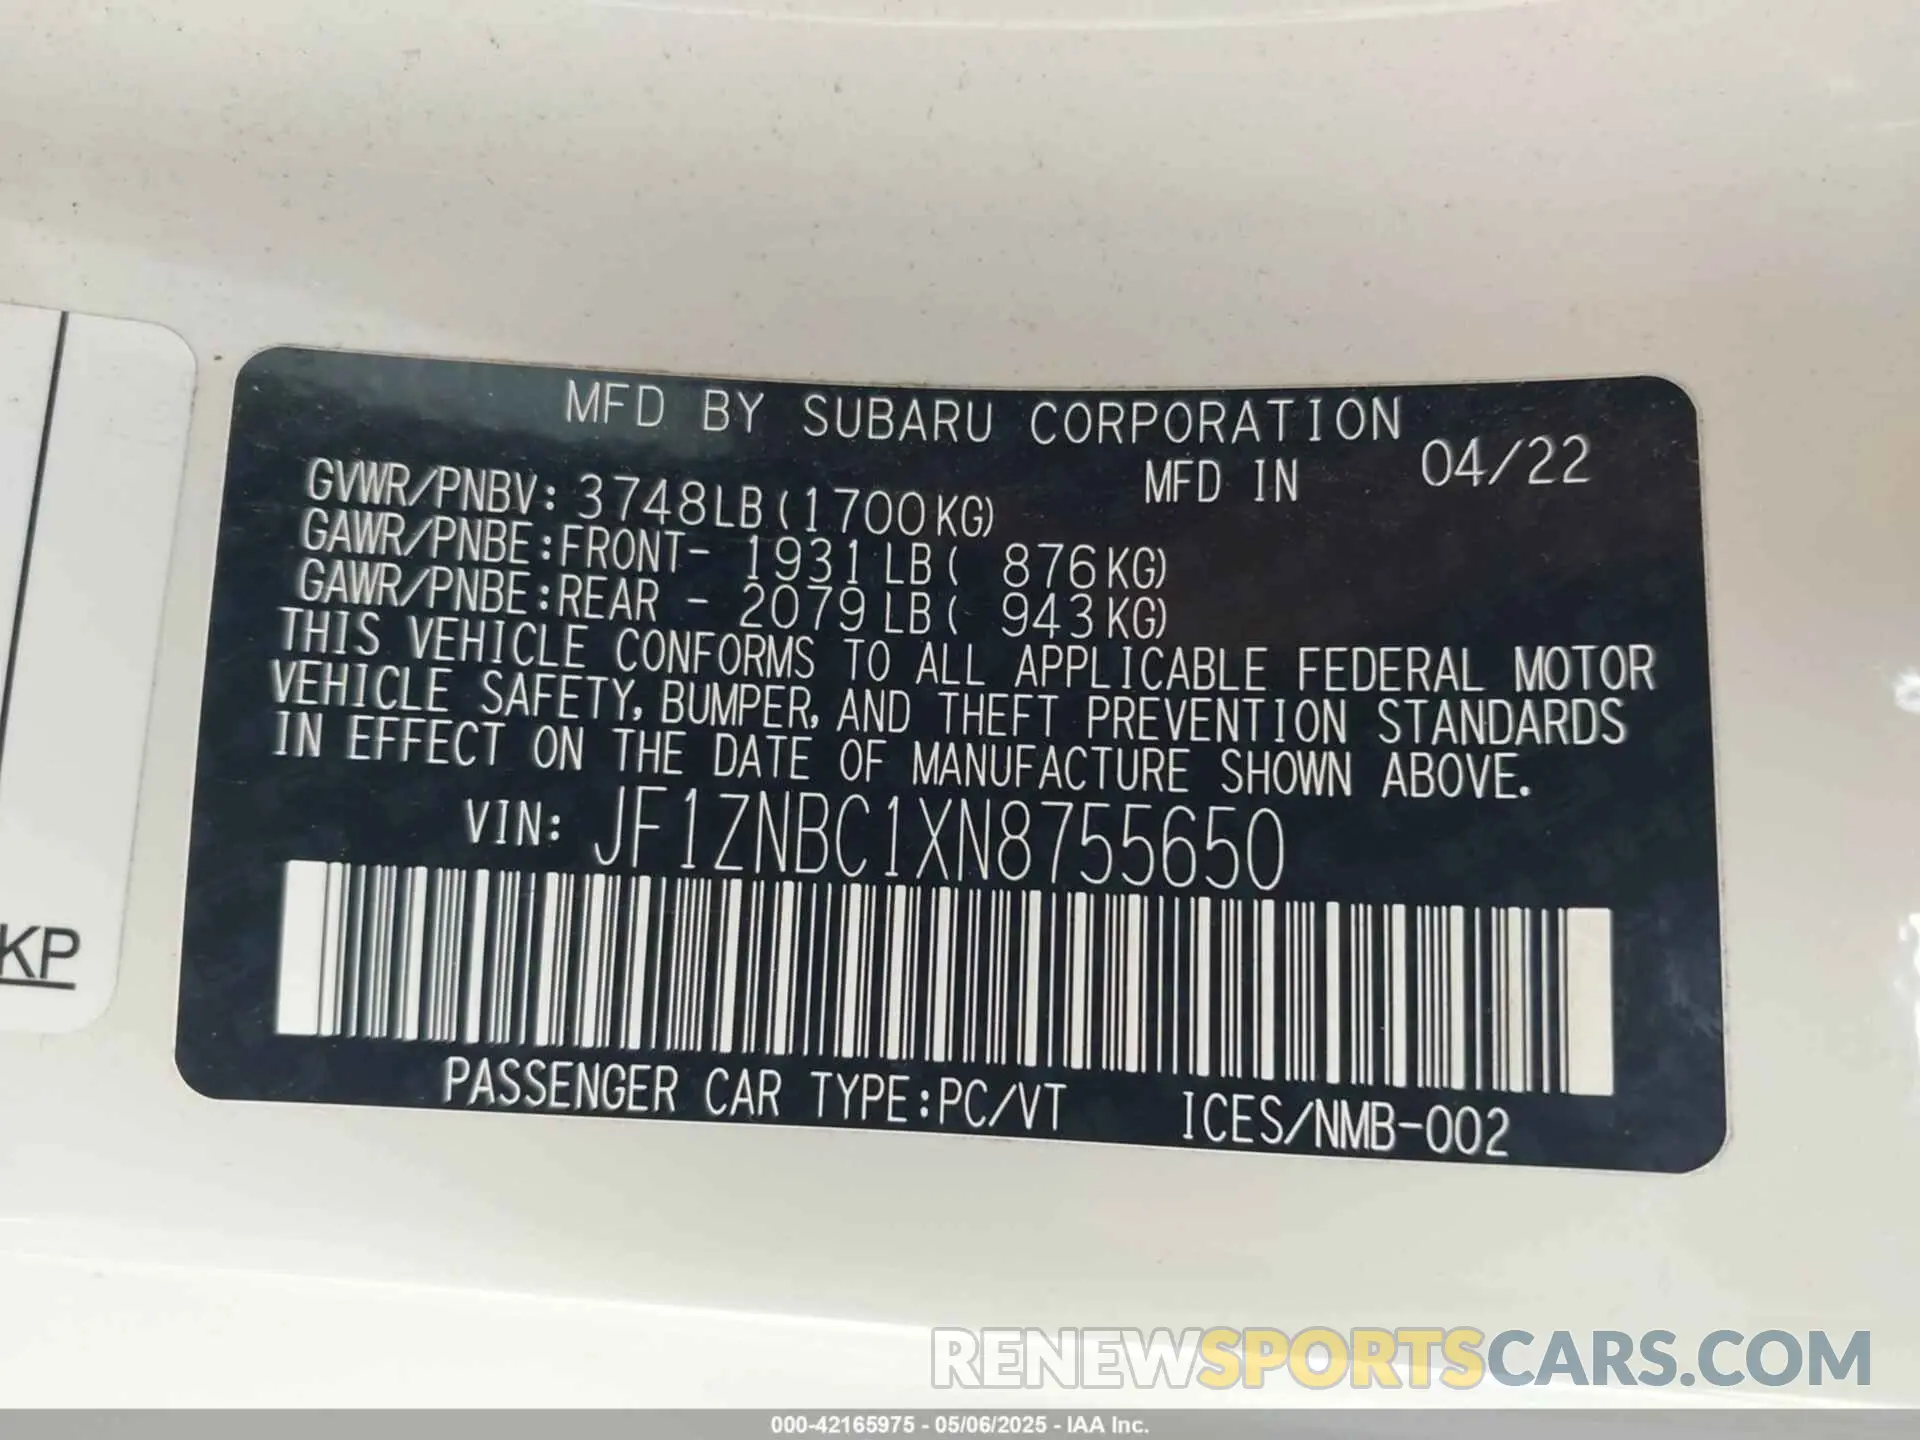 MFD BY SUBARU CORPORATION
MFD IN 04/22
GVWR/PNBV: 3748LB(1700KG)
GAWR/PNBE:FRONT- 1931LB( 876KG)
GAWR/PNBE:REAR - 2079LB( 943KG)
THIS VEHICLE CONFORMS TO ALL APPLICABLE FEDERAL MOTOR
VEHICLE SAFETY, BUMPER, AND THEFT PREVENTION STANDARDS
IN EFFECT ON THE DATE OF MANUFACTURE SHOWN ABOVE.
VIN: JF1ZNBC1XN8755650
PASSENGER CAR TYPE:PC/VT ICES/NMB-002
KP
RENEWSPORTSCARS.COM
000-42165975 - 05/06/2025 - IAA Inc.